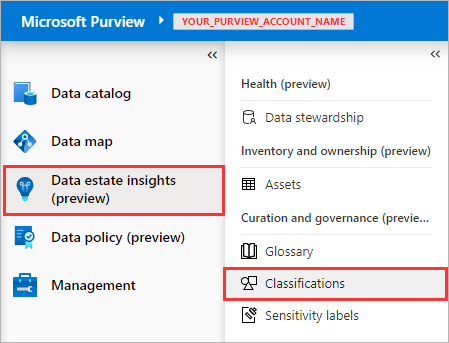 Microsoft Purview YOUR_PURVIEW_ACCOUNT_NAME
Data catalog
Data map
Data estate insights
(preview)
Data policy (preview)
Management
Health (preview)
Data stewardship
Inventory and ownership (preview)
Assets
Curation and governance (previe...
Glossary
Classifications
Sensitivity labels